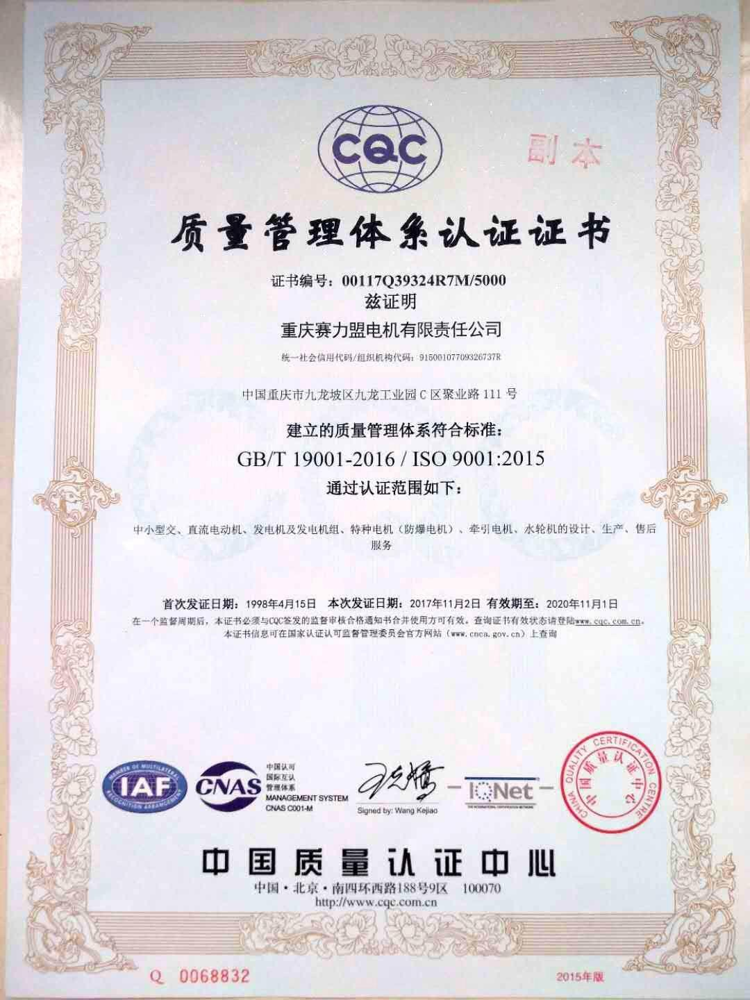 CQC
副本
质量管理体系认证证书
证书编号：00117Q39324R7M/5000
兹证明
重庆赛力盟电机有限责任公司
统一社会信用代码/组织机构代码：91500107709326737R
中国重庆市九龙坡区九龙工业园C区聚业路111号
建立的质量管理体系符合标准：
GB/T 19001-2016 / ISO 9001:2015
通过认证范围如下：
中小型交、直流电动机、发电机及发电机组、特种电机（防爆电机）、牵引电机、水轮机的设计、生产、售后
服务
首次发证日期：1998年4月15日 本次发证日期：2017年11月2日 有效期至：2020年11月1日
在一个监督周期后，本证书必须与CQC签发的监督审核合格通知书合并使用方可有效。查询证书有效状态请登陆www.cqc.com.cn。
本证书信息可在国家认证认可监督管理委员会官方网站（www.cnca.gov.cn）上查询
MEMBER OF MULTILATERAL
IAF
RECOGNITION ARRANGEMENT
CNAS
中国认可
国际互认
管理体系
MANAGEMENT SYSTEM
CNAS C001-M
Signed by: Wang Kejiao
IQNet
THE INTERNATIONAL CERTIFICATION NETWORK
CHINA QUALITY CERTIFICATION CENTRE
中国质量认证中心
中国质量认证中心
中国·北京·南四环西路188号9区 100070
http://www.cqc.com.cn
Q 0068832
2015年版